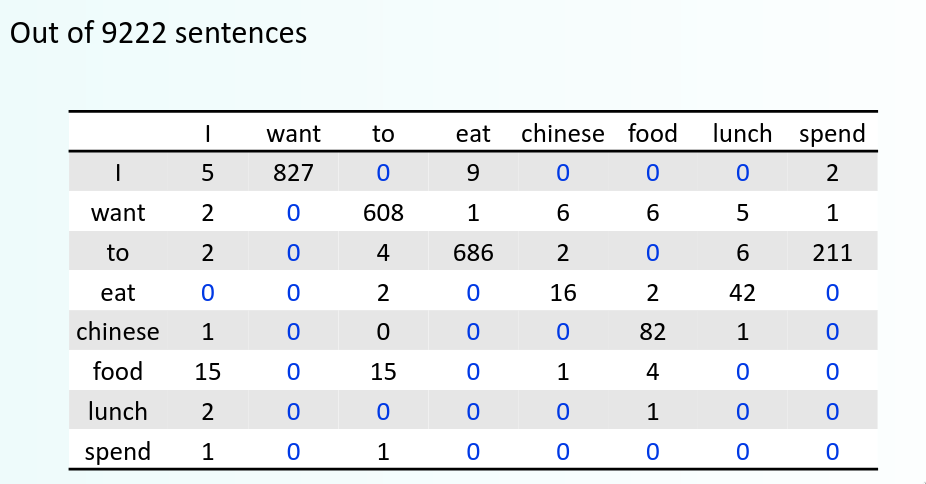 Out of 9222 sentences
I want to eat chinese food lunch spend
I 5 827 0 9 0 0 0 2
want 2 0 608 1 6 6 5 1
to 2 0 4 686 2 0 6 211
eat 0 0 2 0 16 2 42 0
chinese 1 0 0 0 0 82 1 0
food 15 0 15 0 1 4 0 0
lunch 2 0 0 0 0 1 0 0
spend 1 0 1 0 0 0 0 0